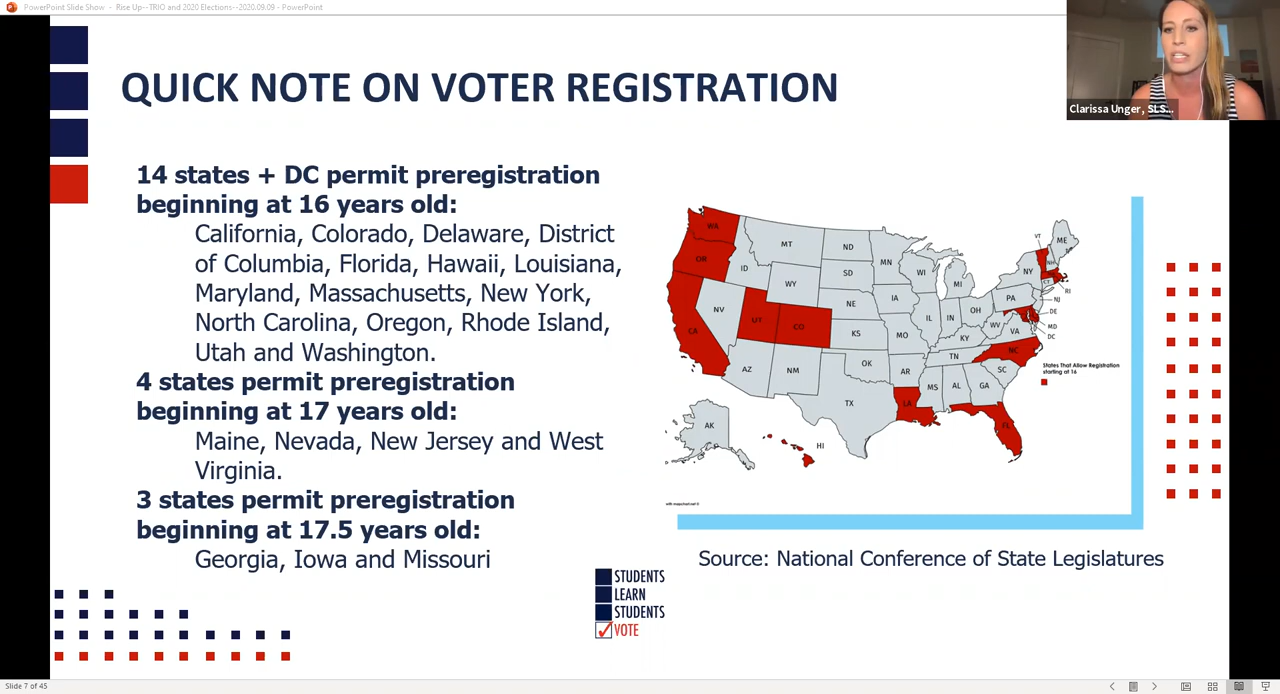 PowerPoint Slide Show - Rise Up--TRIO and 2020 Elections--2020.09.09 - PowerPoint
Clarissa Unger, SLS...
QUICK NOTE ON VOTER REGISTRATION
14 states + DC permit preregistration
beginning at 16 years old:
California, Colorado, Delaware, District
of Columbia, Florida, Hawaii, Louisiana,
Maryland, Massachusetts, New York,
North Carolina, Oregon, Rhode Island,
Utah and Washington.
4 states permit preregistration
beginning at 17 years old:
Maine, Nevada, New Jersey and West
Virginia.
3 states permit preregistration
beginning at 17.5 years old:
Georgia, Iowa and Missouri
WA
OR
CA
NV
ID
MT
WY
UT
CO
AZ
NM
ND
SD
NE
KS
OK
TX
MN
IA
MO
AR
LA
WI
IL
IN
MI
OH
KY
TN
MS
AL
GA
FL
SC
NC
VA
WV
PA
NY
VT
NH
ME
CT
RI
NJ
DE
MD
DC
AK
HI
States That Allow Registration
starting at 16
Source: National Conference of State Legislatures
STUDENTS
LEARN
STUDENTS
VOTE
Slide 7 of 45